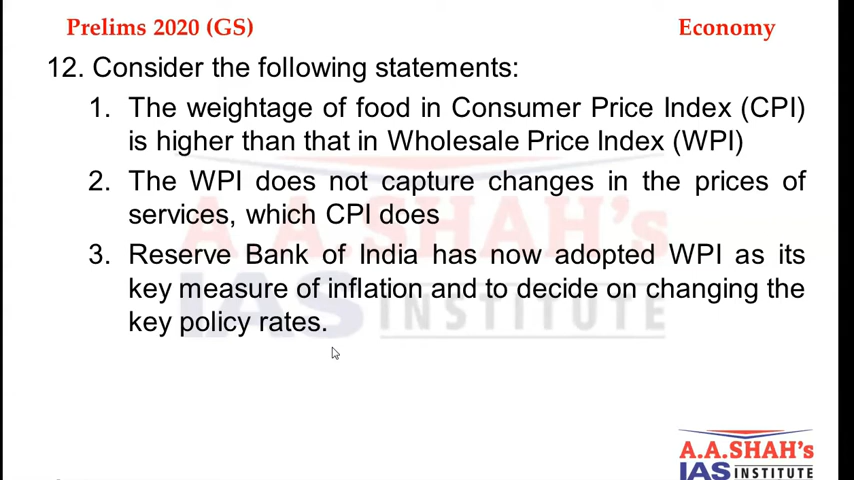 Prelims 2020 (GS) Economy
12. Consider the following statements:
1. The weightage of food in Consumer Price Index (CPI)
is higher than that in Wholesale Price Index (WPI)
2. The WPI does not capture changes in the prices of
services, which CPI does
3. Reserve Bank of India has now adopted WPI as its
key measure of inflation and to decide on changing the
key policy rates.
A.A.SHAH's
IAS INSTITUTE
A.A.SHAH's
IAS INSTITUTE